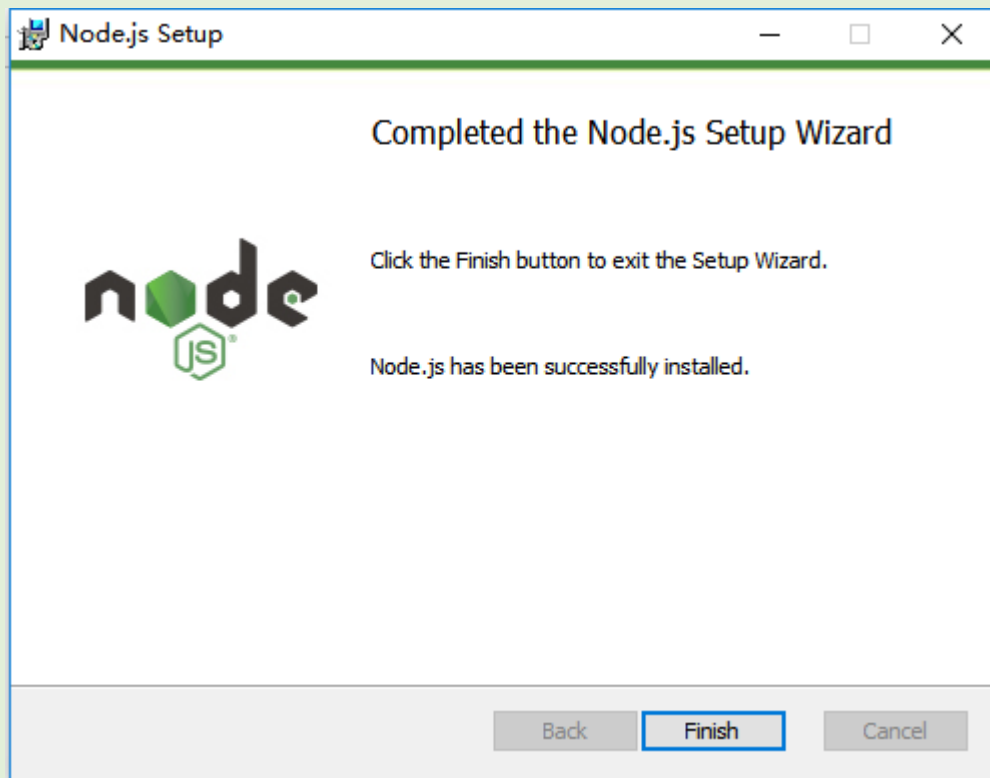 Node.js Setup
Completed the Node.js Setup Wizard
Click the Finish button to exit the Setup Wizard.
node
JS®
Node.js has been successfully installed.
Back Finish Cancel